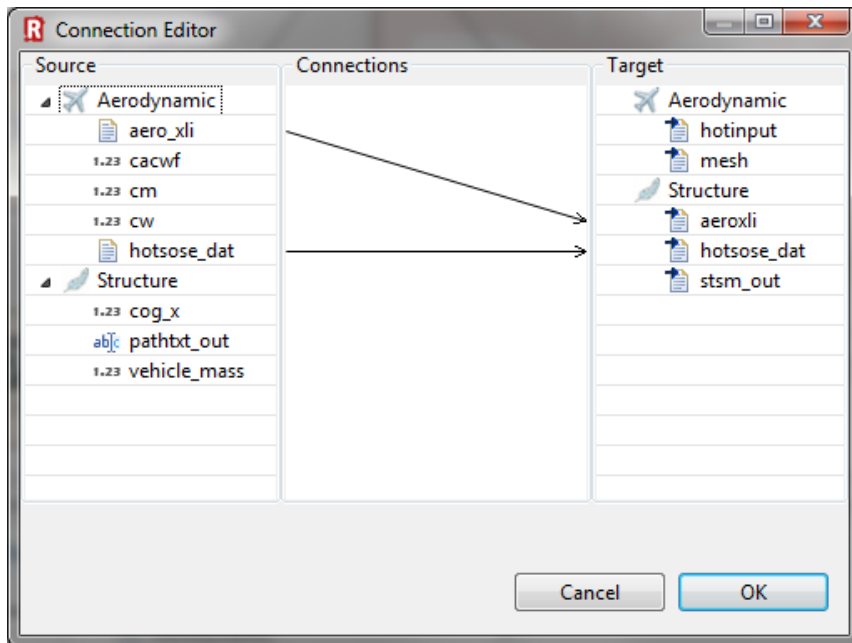 Connection Editor
Source Connections Target
Aerodynamic Aerodynamic
aero_xli hotinput
1.23 cacwf mesh
1.23 cm Structure
1.23 cw aeroxli
hotsose_dat hotsose_dat
Structure stsm_out
1.23 cog_x
abc pathtxt_out
1.23 vehicle_mass
Cancel OK